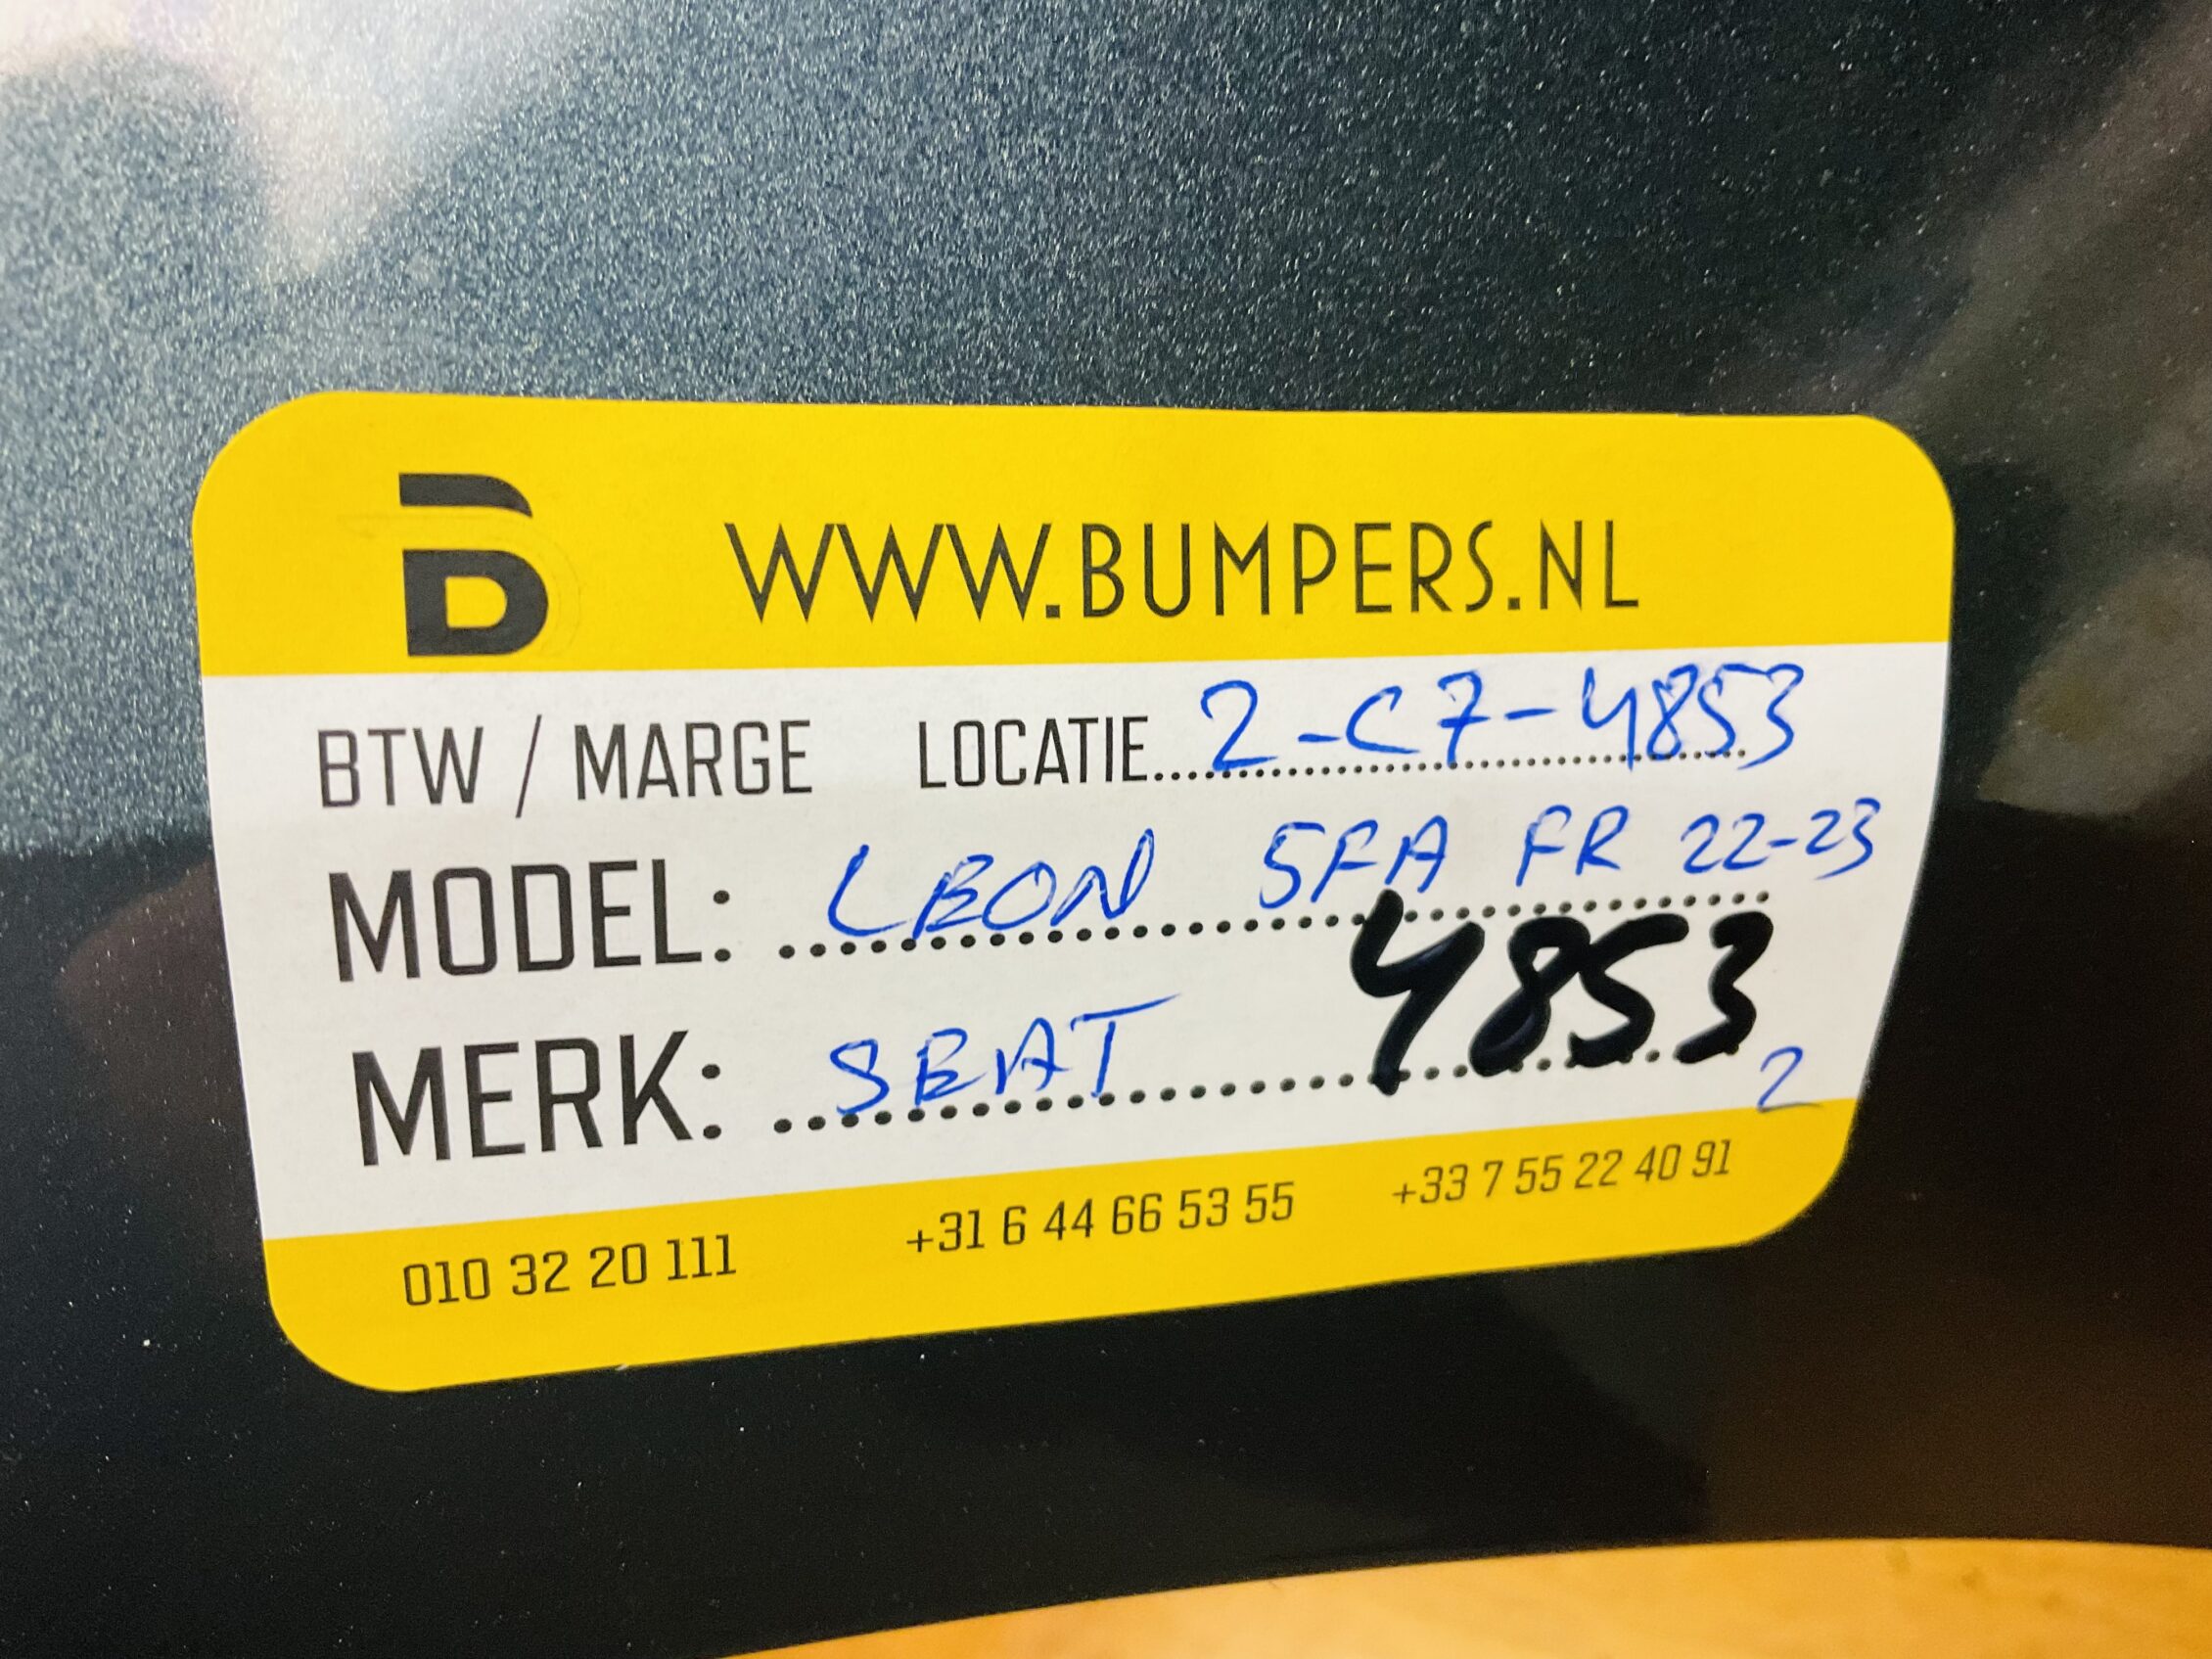 B WWW.BUMPERS.NL
BTW / MARGE LOCATIE 2-C7-4853
MODEL: LEON 5FA FR 22-23
4853
MERK: SEAT
2
010 32 20 111 +31 6 44 66 53 55 +33 7 55 22 40 91